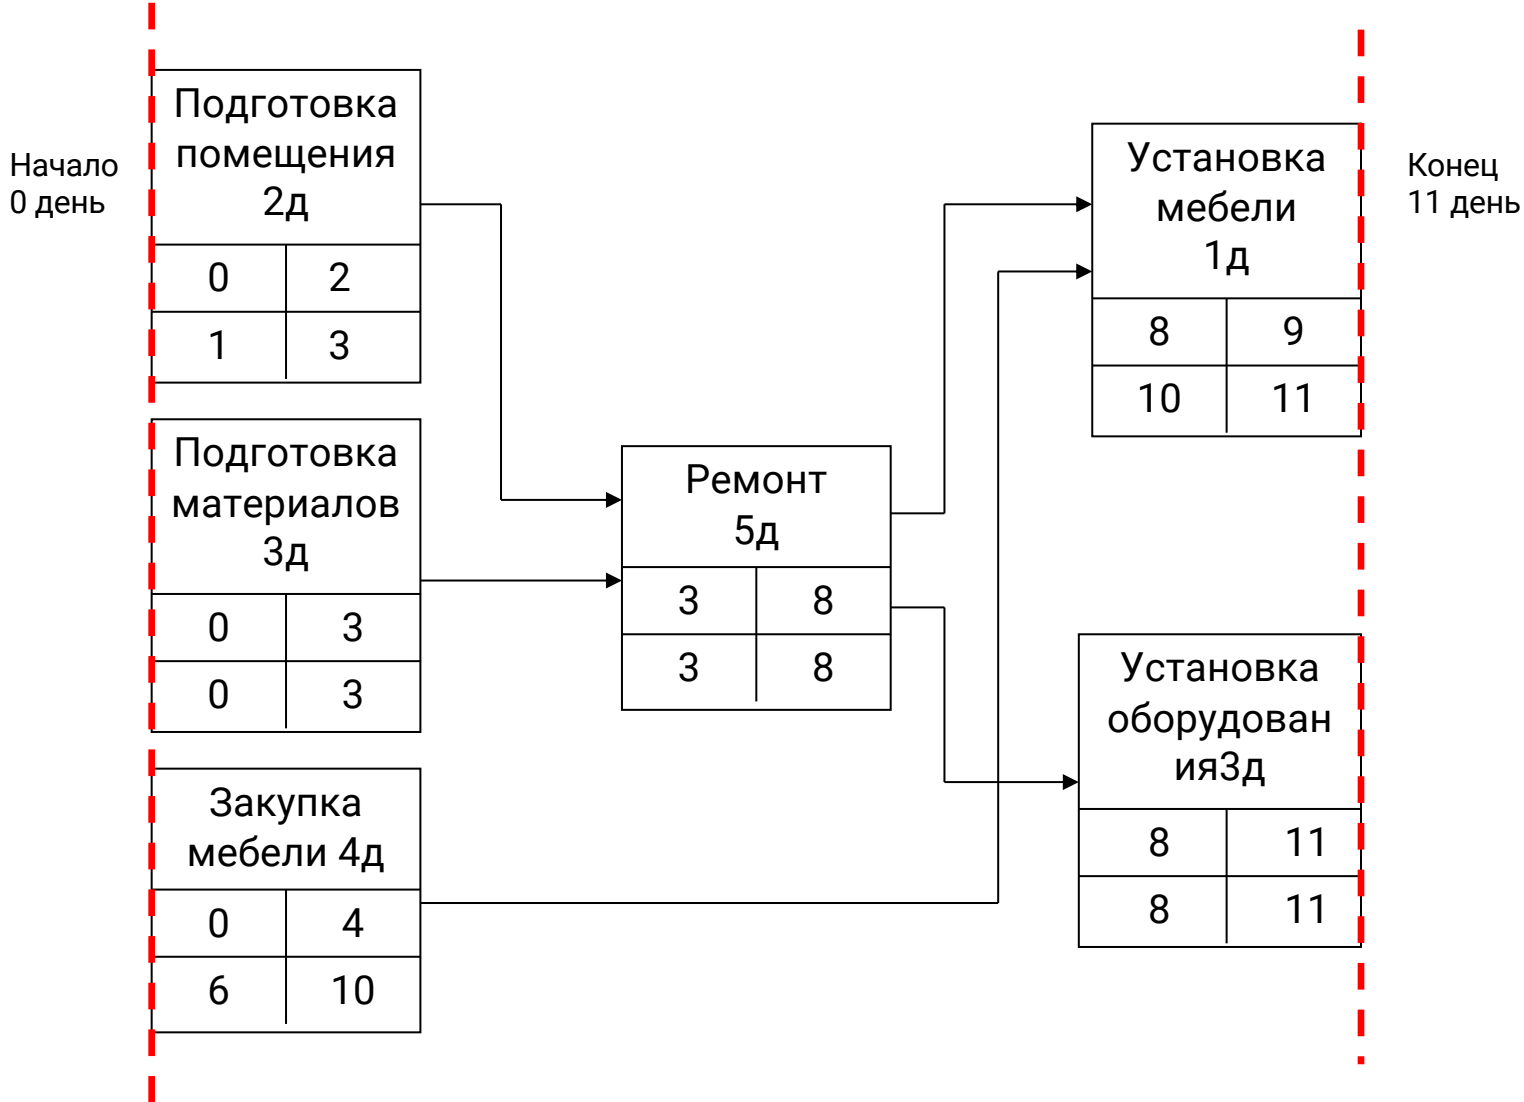 Начало
0 день
Подготовка
помещения
2д
0 2
1 3
Подготовка
материалов
3д
0 3
0 3
Закупка
мебели 4д
0 4
6 10
Ремонт
5д
3 8
3 8
Установка
мебели
1д
8 9
10 11
Установка
оборудован
ия3д
8 11
8 11
Конец
11 день